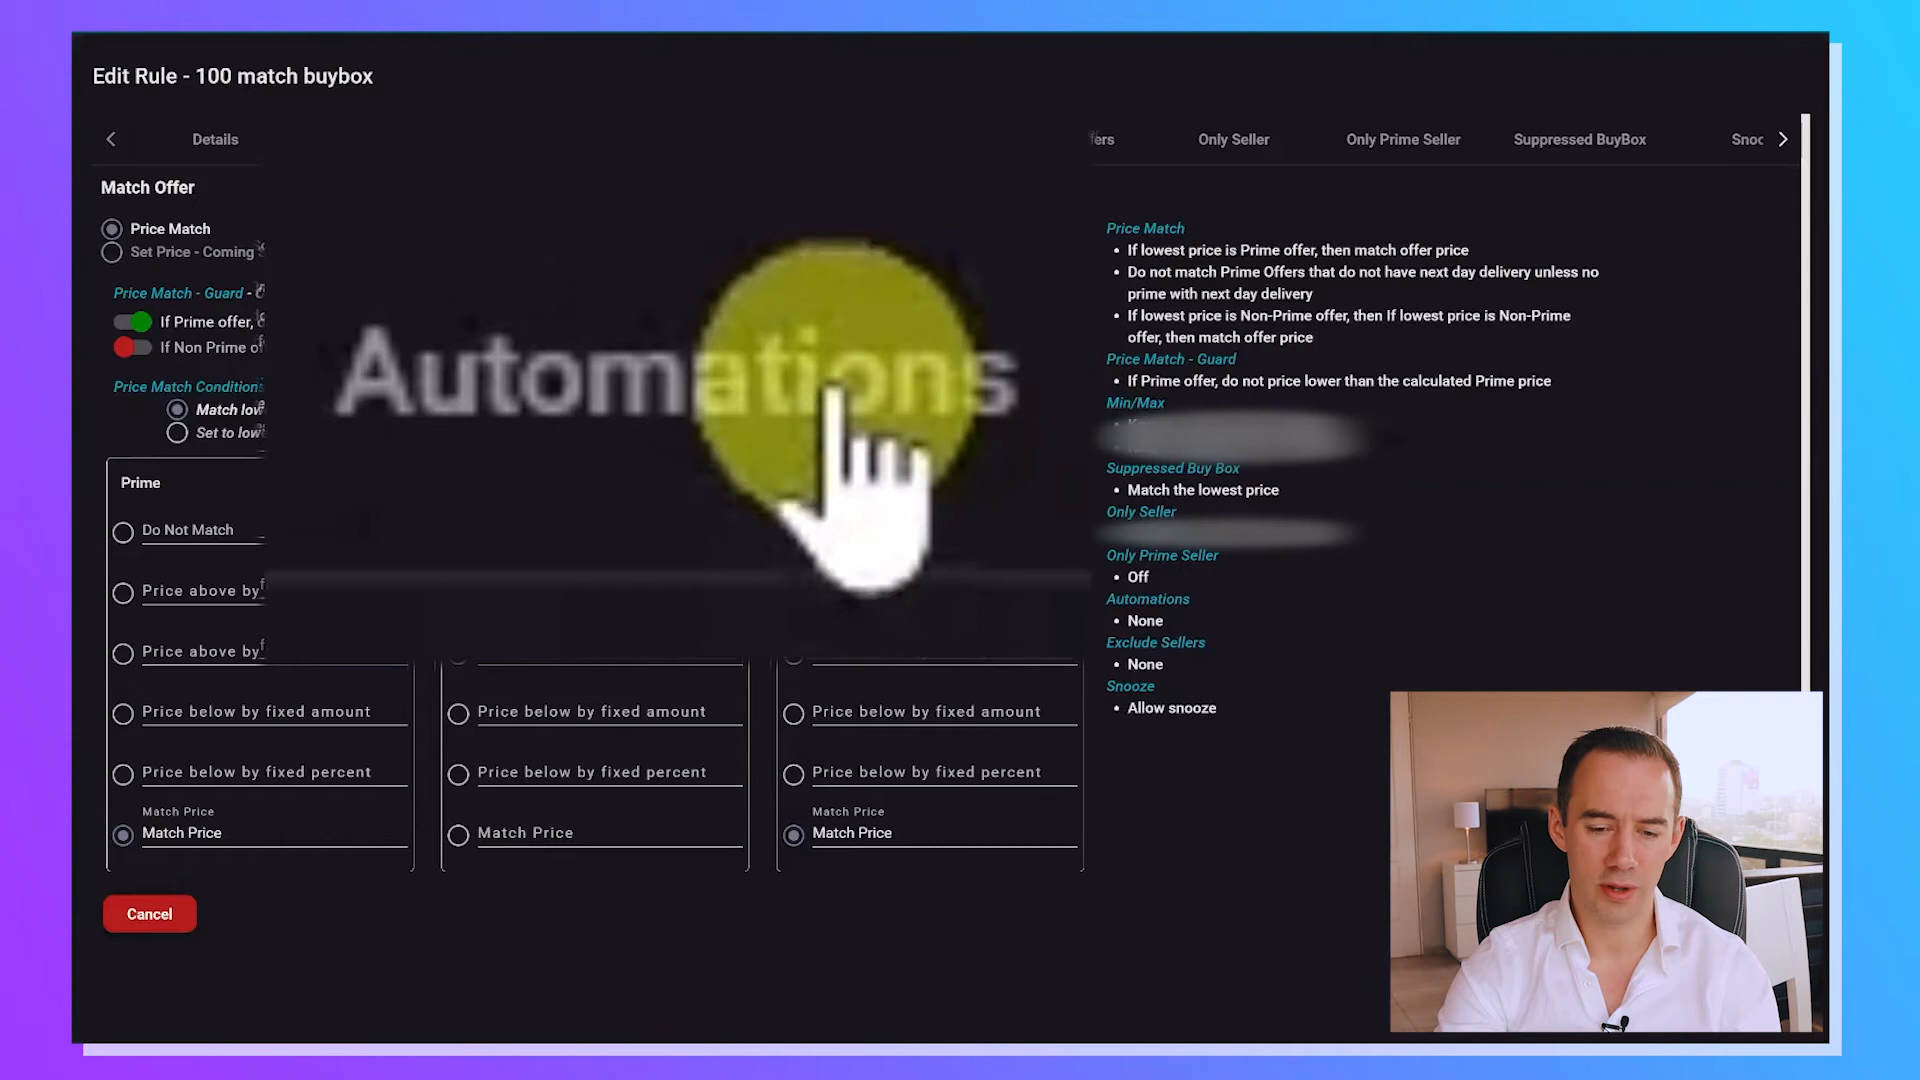 Edit Rule - 100 match buybox
Details
Only Seller
Only Prime Seller
Suppressed BuyBox
Match Offer
Price Match
Set Price - Coming
Price Match - Guard -
If Prime offer,
If Non Prime
Price Match Conditions
Match
Set to
Prime
Do Not Match
Price above by
Price above by
Automations
Price below by fixed amount
Price below by fixed percent
Match Price
Match Price
Price below by fixed amount
Price below by fixed percent
Match Price
Price below by fixed amount
Price below by fixed percent
Match Price
Match Price
Cancel
Price Match
• If lowest price is Prime offer, then match offer price
• Do not match Prime Offers that do not have next day delivery unless no
prime with next day delivery
• If lowest price is Non-Prime offer, then If lowest price is Non-Prime
offer, then match offer price
Price Match - Guard
• If Prime offer, do not price lower than the calculated Prime price
Min/Max
Suppressed Buy Box
• Match the lowest price
Only Seller
Only Prime Seller
• Off
Automations
• None
Exclude Sellers
• None
Snooze
• Allow snooze